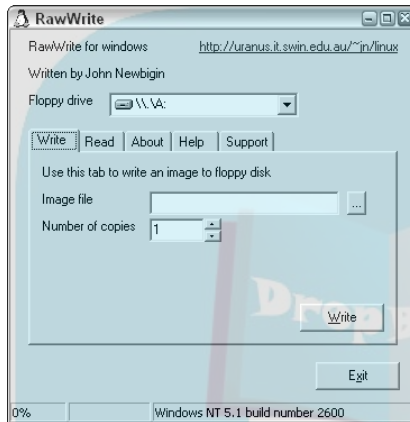 RawWrite
RawWrite for windows http://uranus.it.swin.edu.au/~jn/linux
Written by John Newbigin
Floppy drive \\.\A:
Write Read About Help Support
Use this tab to write an image to floppy disk
Image file ...
Number of copies 1
Write
Exit
0% Windows NT 5.1 build number 2600